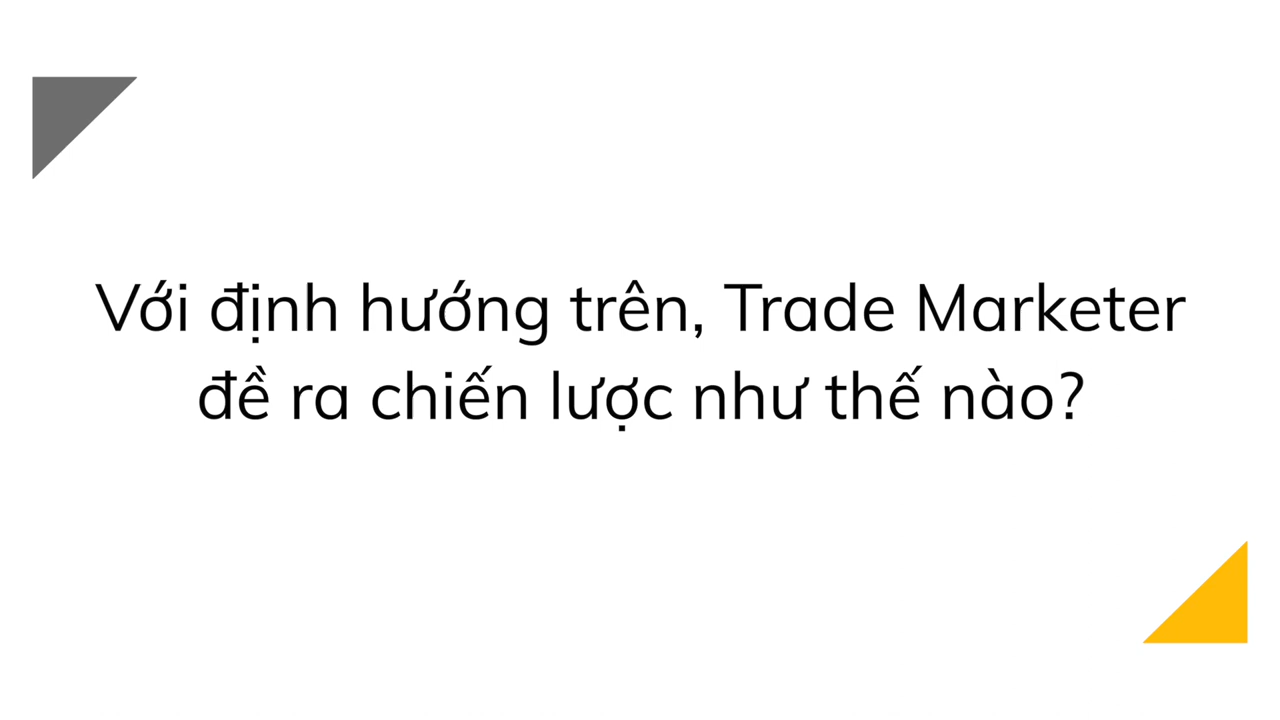 Với định hướng trên, Trade Marketer
đề ra chiến lược như thế nào?